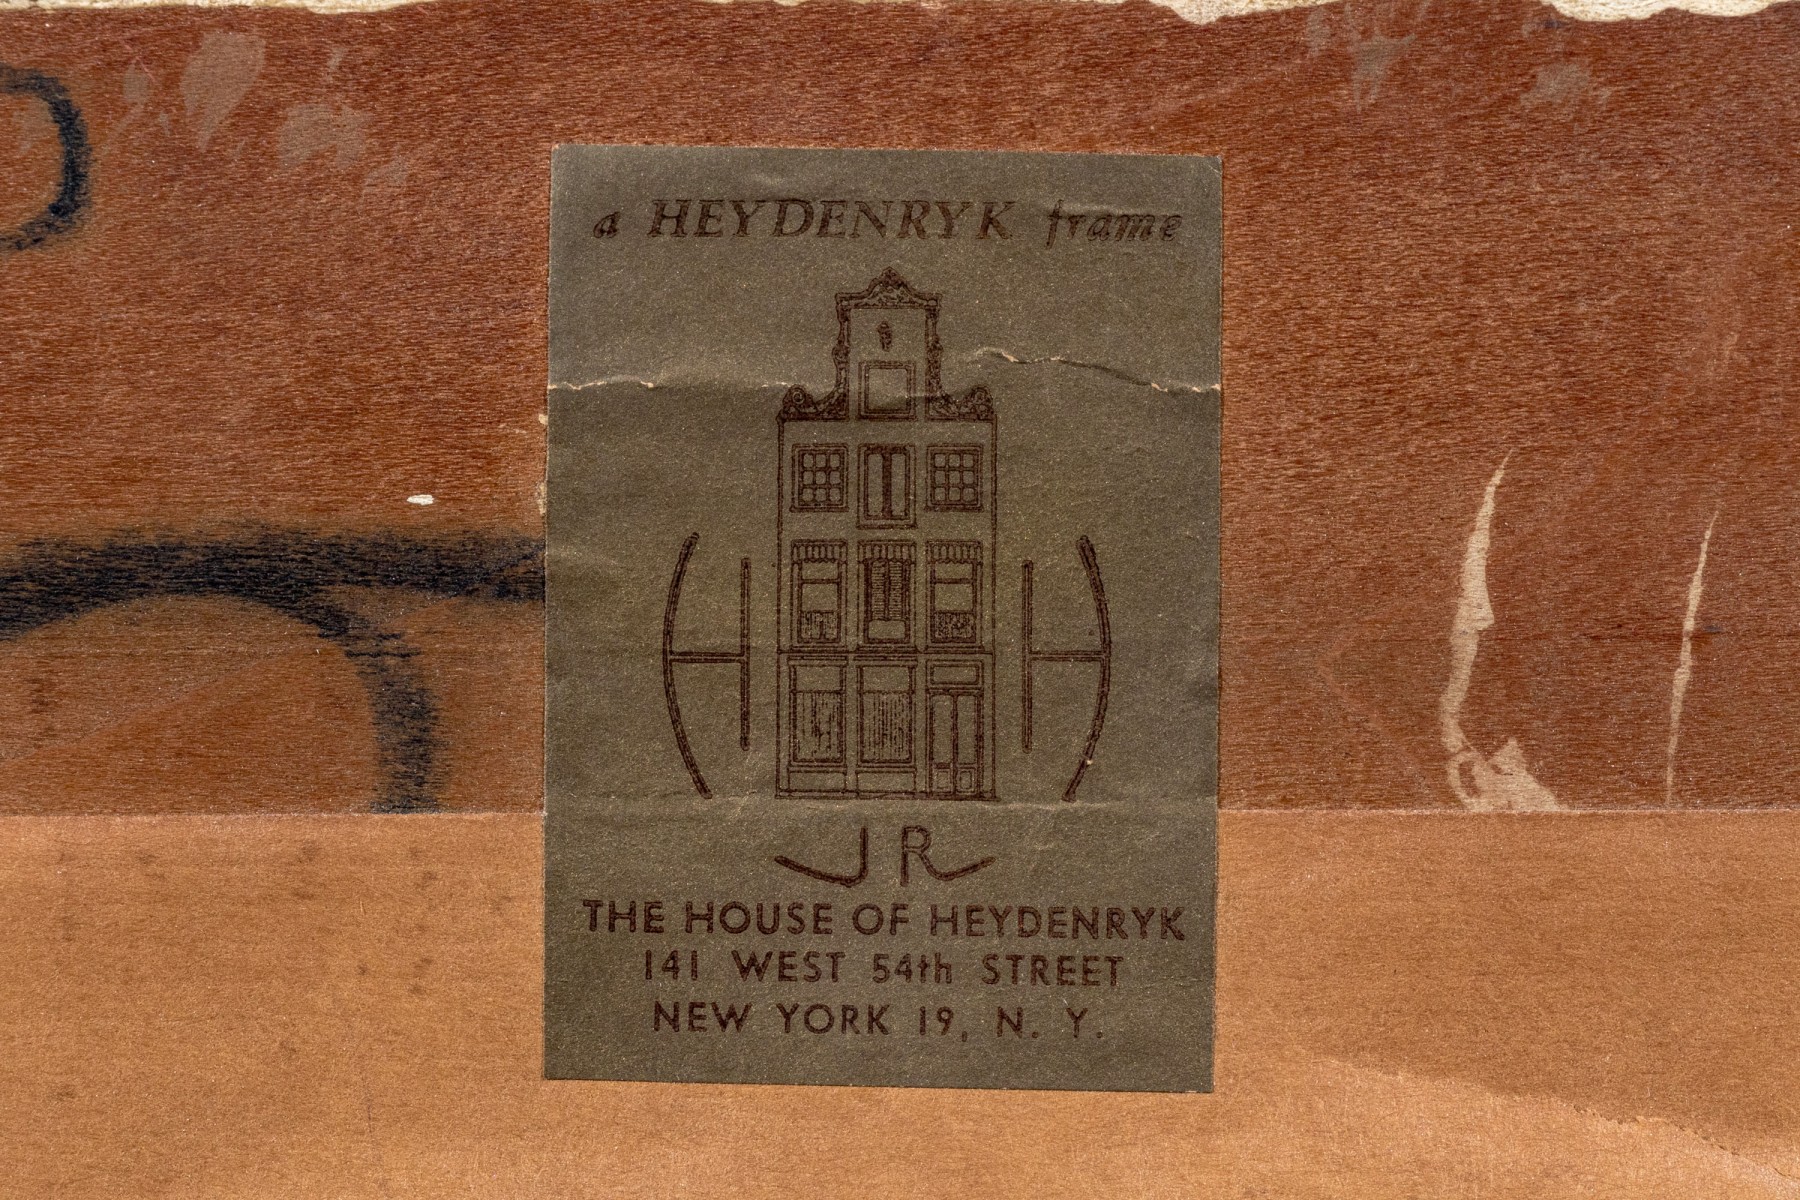 a HEYDENRYK frame
H H
JR
THE HOUSE OF HEYDENRYK
141 WEST 54th STREET
NEW YORK 19, N. Y.